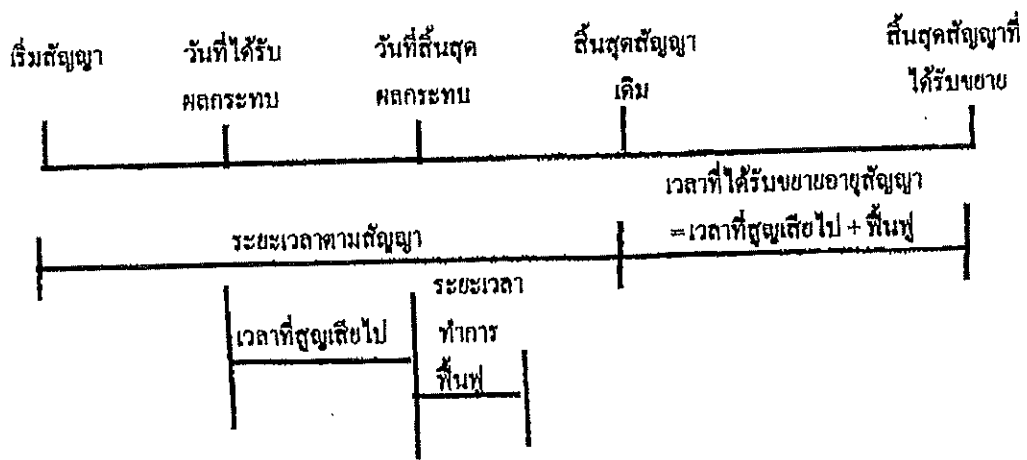 เริ่มสัญญา
วันที่ได้รับ
ผลกระทบ
วันที่สิ้นสุด
ผลกระทบ
สิ้นสุดสัญญา
เดิม
สิ้นสุดสัญญาที่
ได้รับขยาย
เวลาที่ได้รับขยายอายุสัญญา
=เวลาที่สูญเสียไป + ฟื้นฟู
ระยะเวลาตามสัญญา
เวลาที่สูญเสียไป
ระยะเวลา
ทำการ
ฟื้นฟู